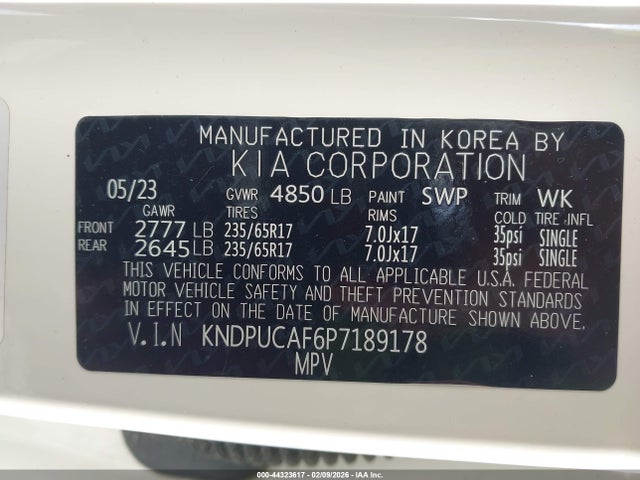 MANUFACTURED IN KOREA BY
KIA CORPORATION
05/23 GVWR 4850 LB PAINT SWP TRIM WK
GAWR TIRES RIMS COLD TIRE INFL
FRONT 2777 LB 235/65R17 7.0Jx17 35psi SINGLE
REAR 2645 LB 235/65R17 7.0Jx17 35psi SINGLE
THIS VEHICLE CONFORMS TO ALL APPLICABLE U.S.A. FEDERAL
MOTOR VEHICLE SAFETY AND THEFT PREVENTION STANDARDS
IN EFFECT ON THE DATE OF MANUFACTURE SHOWN ABOVE.
V.I.N KNDPUCAF6P7189178
MPV
000-44323617 - 02/09/2026 - IAA Inc.